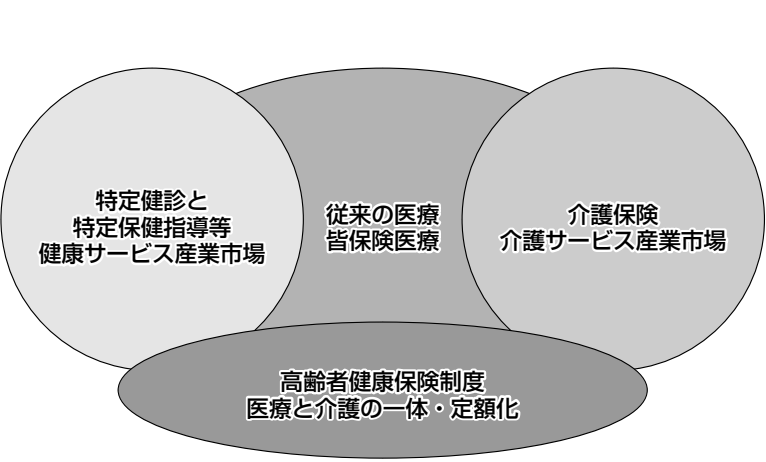 特定健診と
特定保健指導等
健康サービス産業市場
従来の医療
皆保険医療
介護保険
介護サービス産業市場
高齢者健康保険制度
医療と介護の一体・定額化